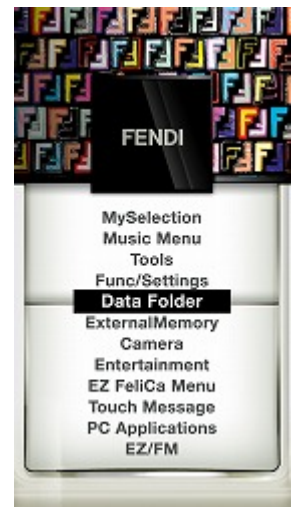 FENDI
MySelection
Music Menu
Tools
Func/Settings
Data Folder
ExternalMemory
Camera
Entertainment
EZ FeliCa Menu
Touch Message
PC Applications
EZ/FM